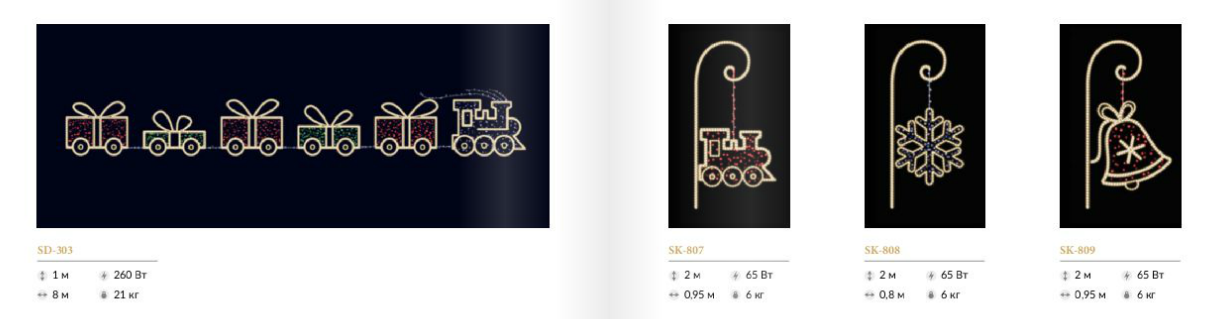 SD-303
1 м 260 Вт
8 м 21 кг
SK-807
2 м 65 Вт
0,95 м 6 кг
SK-808
2 м 65 Вт
0,8 м 6 кг
SK-809
2 м 65 Вт
0,95 м 6 кг